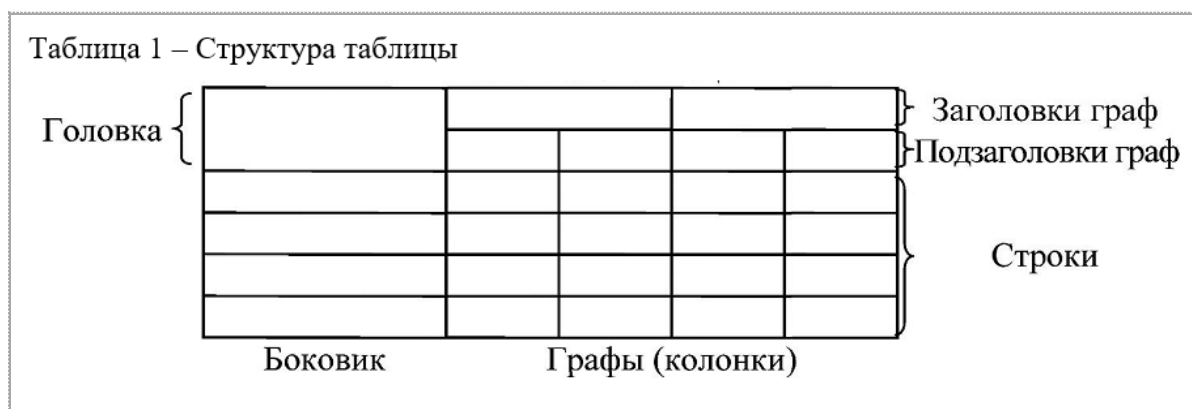 Таблица 1 – Структура таблицы
Заголовки граф
Головка
Подзаголовки граф
Строки
Боковик
Графы (колонки)